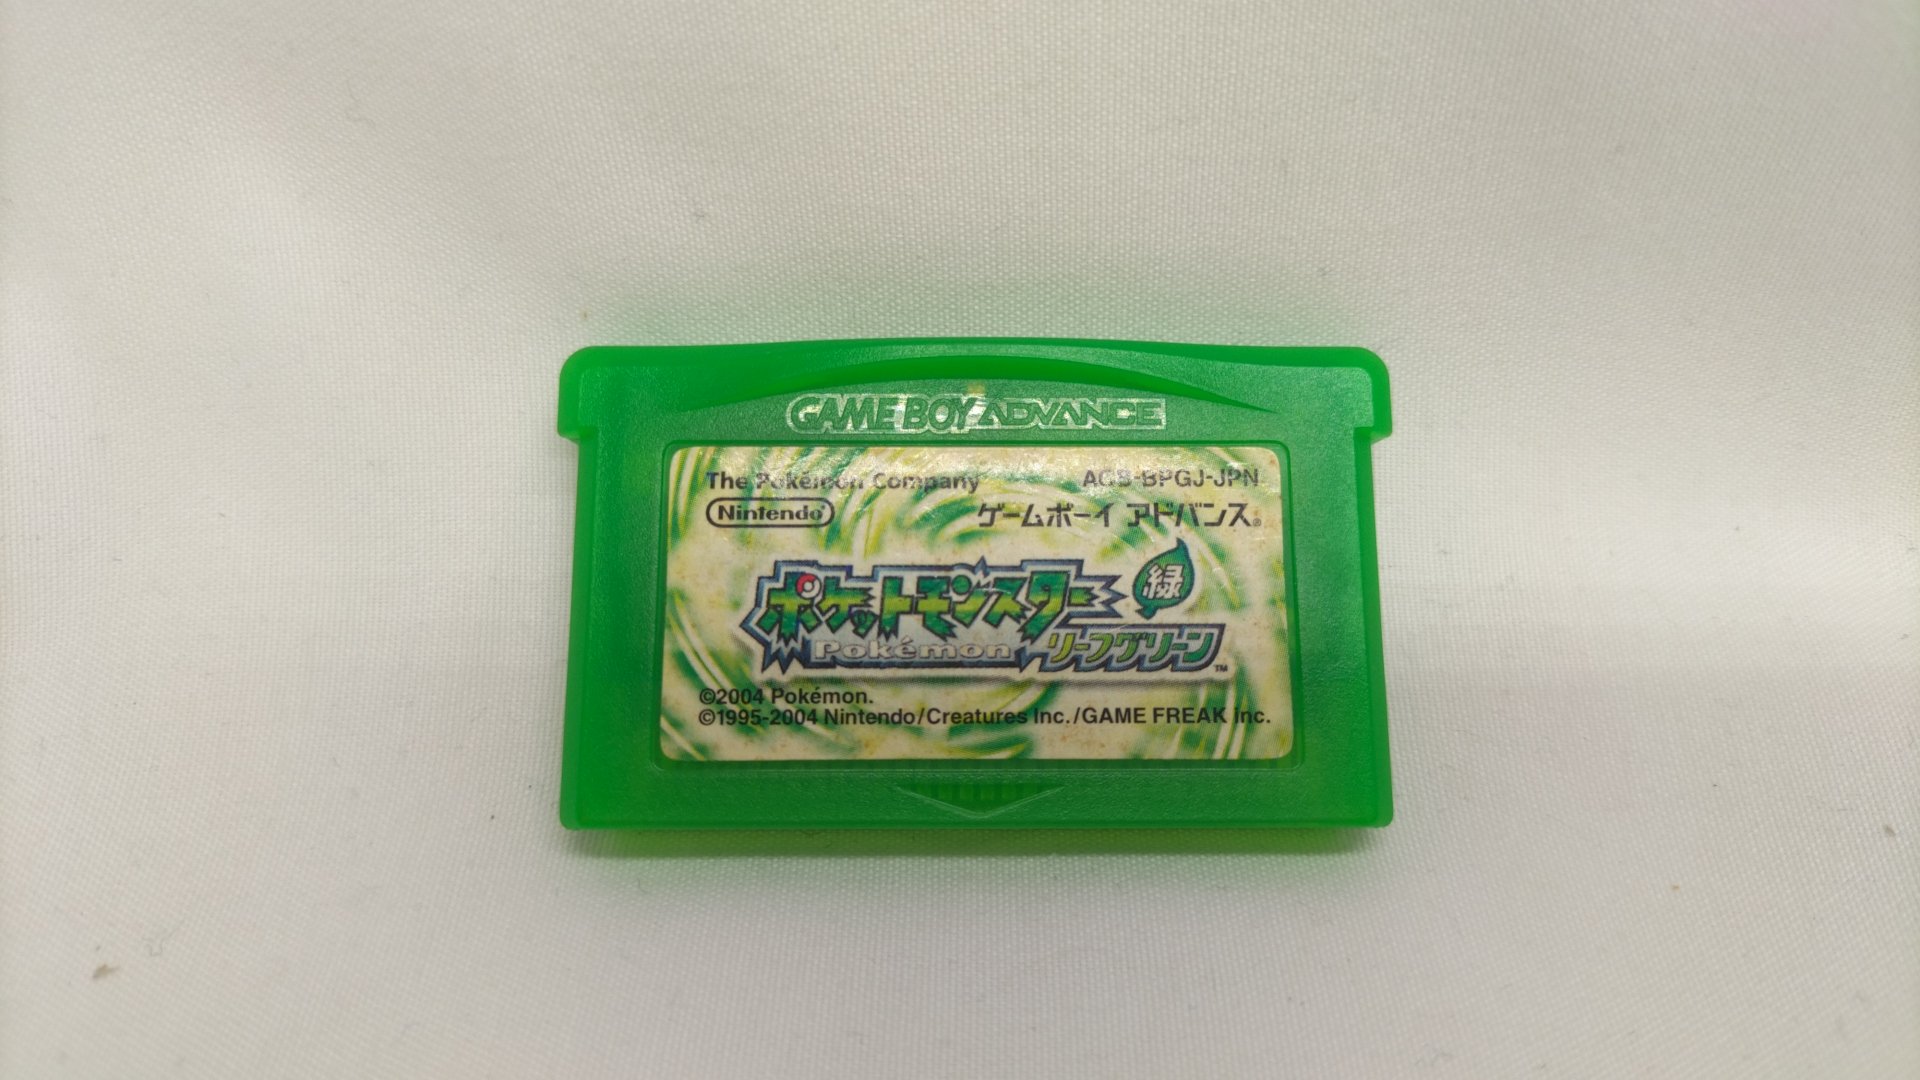 GAME BOY ADVANCE
The Pokémon Company
AGB-BPGJ-JPN
Nintendo®
ゲームボーイ アドバンス®
ポケットモンスター
緑
Pokémon
リーフグリーン™
©2004 Pokémon.
©1995-2004 Nintendo/Creatures Inc./GAME FREAK inc.